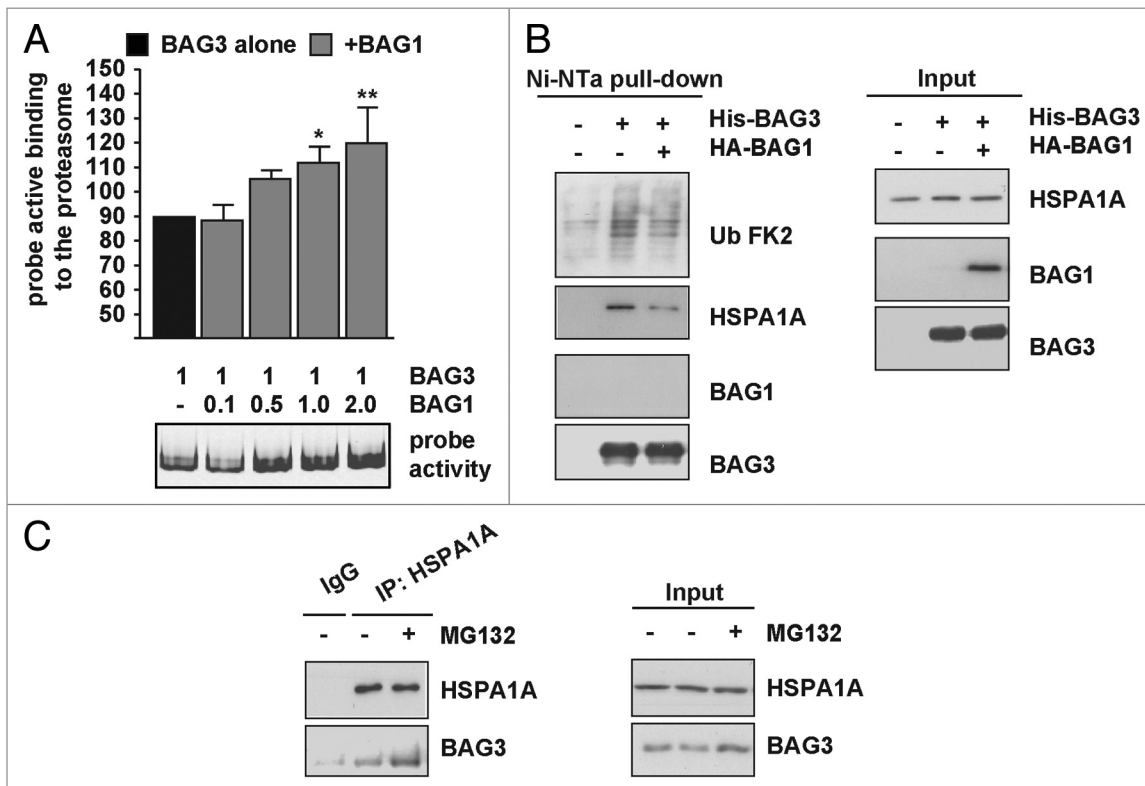 A
BAG3 alone +BAG1
probe active binding
to the proteasome
150
140
130
120
110
100
90
80
70
60
50
*
**
1 1 1 1 1 BAG3
- 0.1 0.5 1.0 2.0 BAG1
probe
activity
B
Ni-NTa pull-down
- + + His-BAG3
- - + HA-BAG1
Ub FK2
HSPA1A
BAG1
BAG3
Input
- + + His-BAG3
- - + HA-BAG1
HSPA1A
BAG1
BAG3
C
IgG
IP: HSPA1A
- - + MG132
HSPA1A
BAG3
Input
- - + MG132
HSPA1A
BAG3